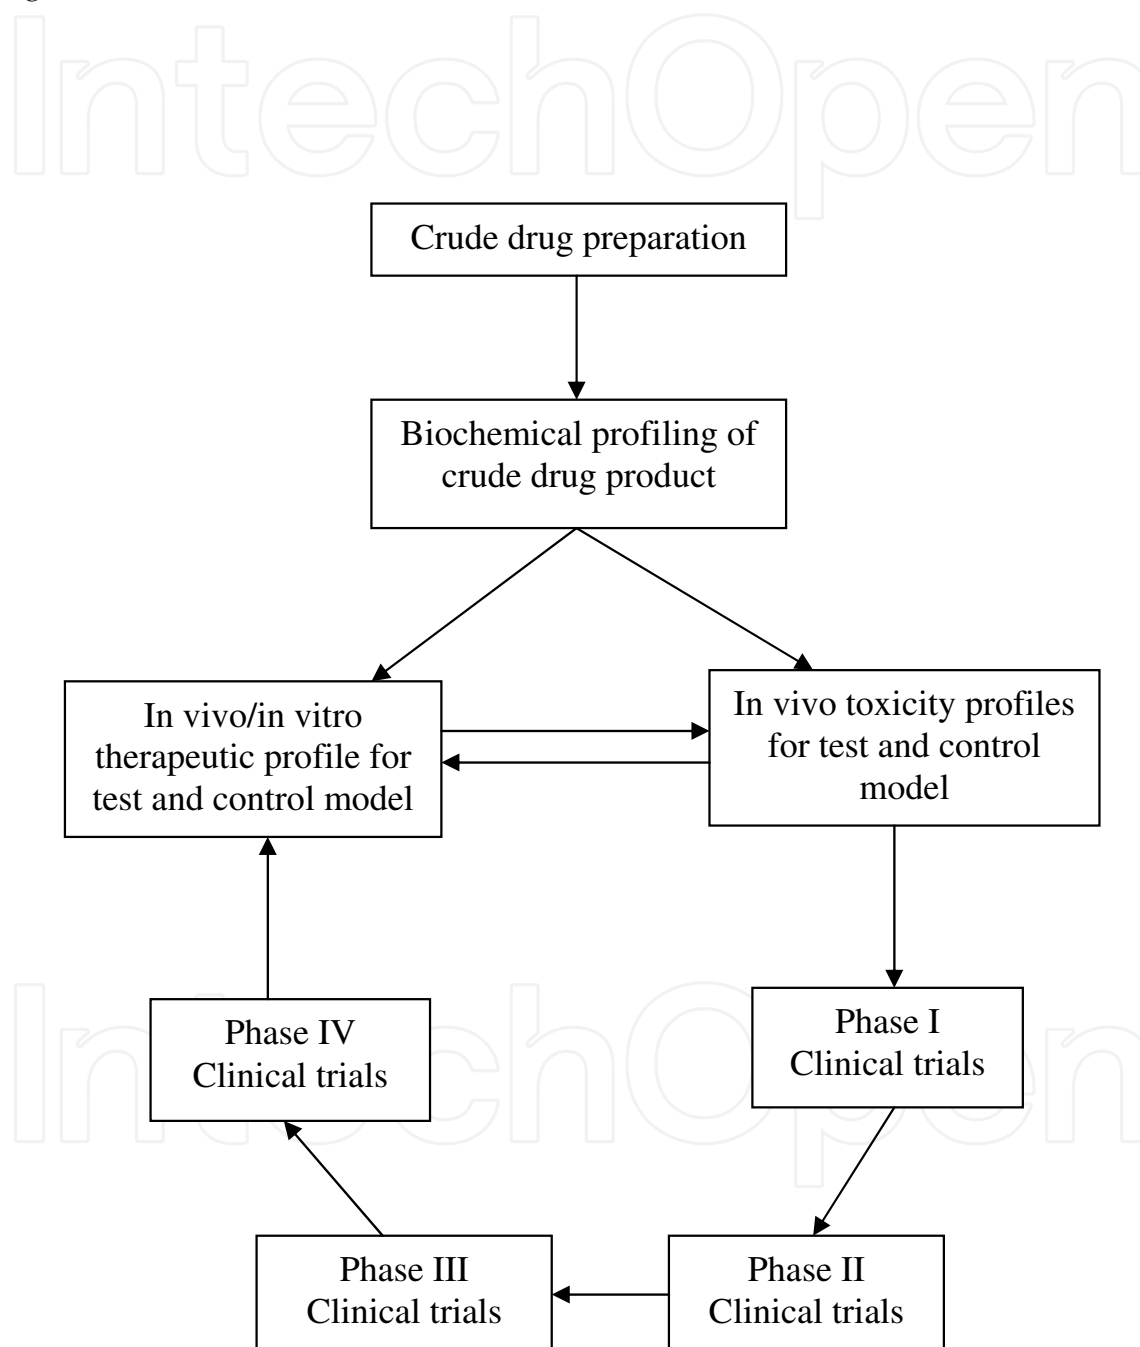 IntechOpen
Crude drug preparation
Biochemical profiling of
crude drug product
In vivo/in vitro
therapeutic profile for
test and control model
In vivo toxicity profiles
for test and control
model
Phase IV
Clinical trials
Phase I
Clinical trials
IntechOpen
Phase III
Clinical trials
Phase II
Clinical trials